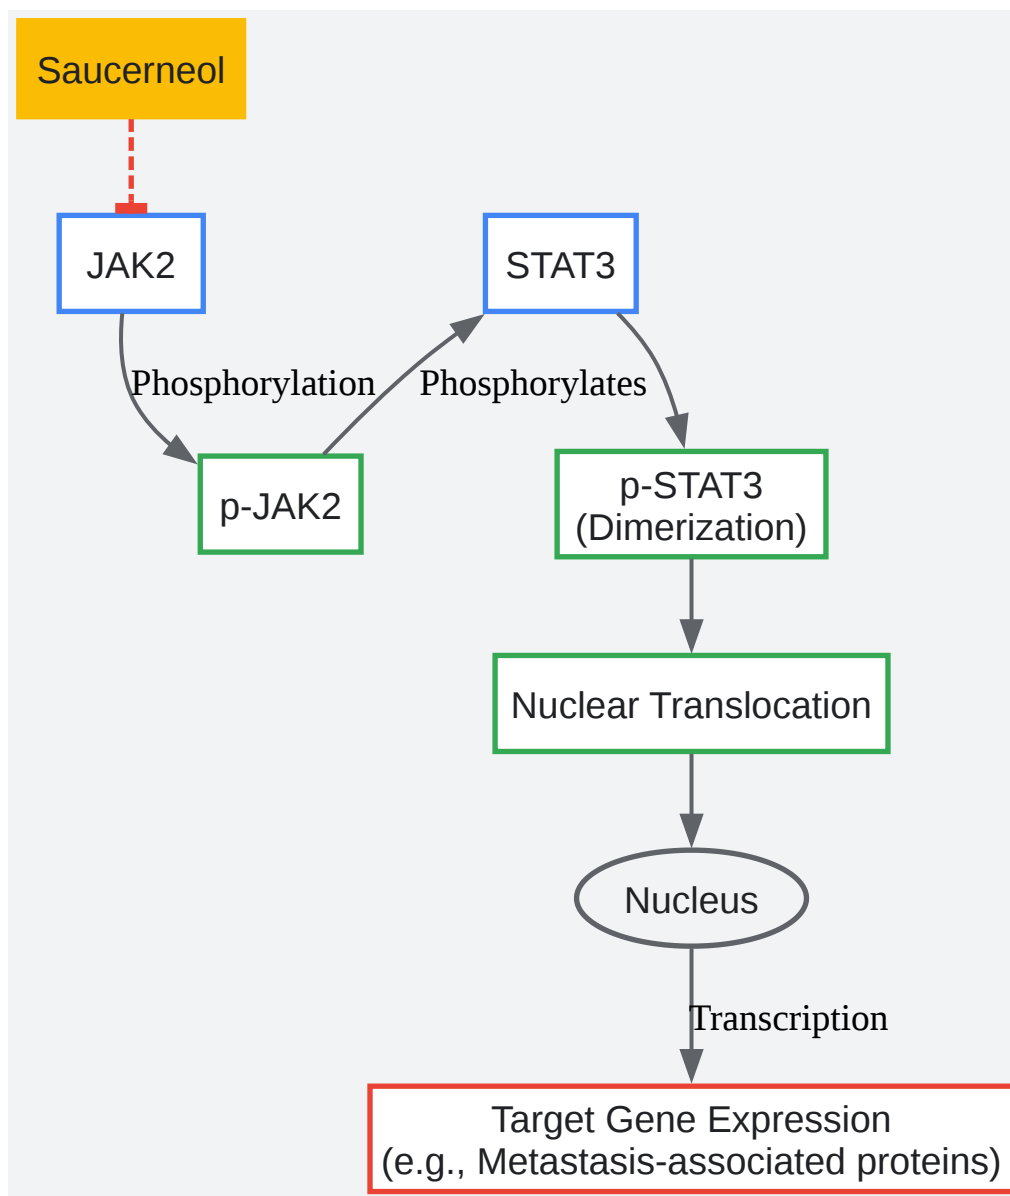 Saucerneol
JAK2
STAT3
Phosphorylation
Phosphorylates
p-JAK2
p-STAT3
(Dimerization)
Nuclear Translocation
Nucleus
Transcription
Target Gene Expression
(e.g., Metastasis-associated proteins)